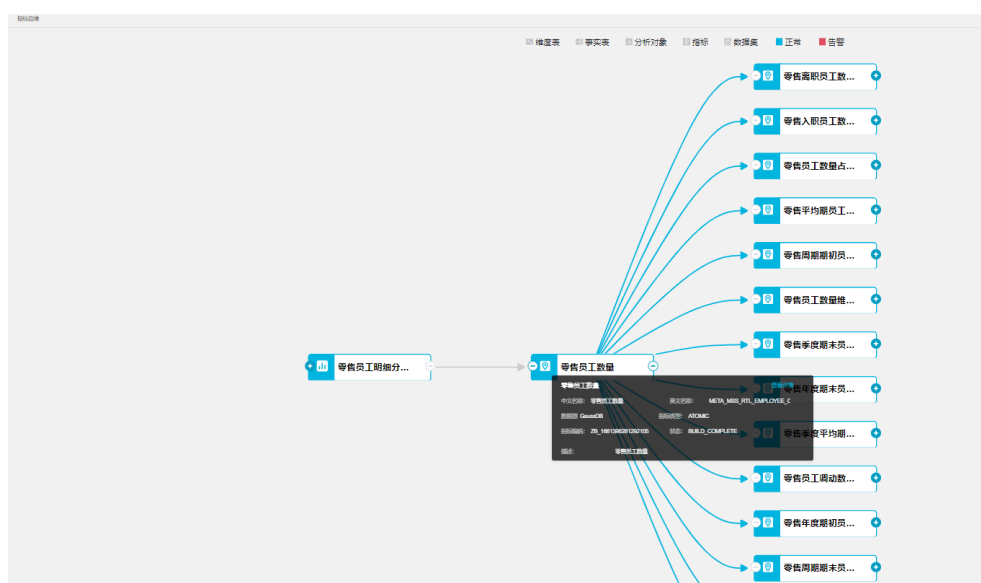 指标血缘
维度表 事实表 分析对象 指标 数据集 正常 告警
零售离职员工数...
零售入职员工数...
零售员工数量占...
零售平均期员工...
零售周期期初员...
零售员工数量维...
零售季度期末员...
零售员工明细分...
零售员工数量
零售员工数量
零售年度期末员...
中文名称: 零售员工数量 英文名称: META_MSS_RTL_EMPLOYEE_C
数据源 GaussDB 指标类型: ATOMIC
指标编码: 状态: BUILD_COMPLETE
零售季度平均期...
描述: 零售员工数量
零售员工调动数...
零售年度期初员...
零售周期期末员...